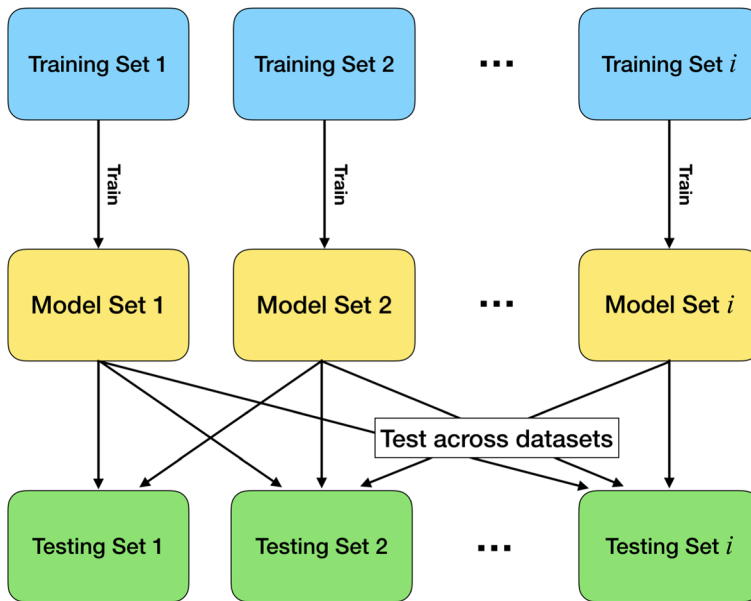 Training Set 1
Training Set 2
...
Training Set i
Train
Train
Train
Model Set 1
Model Set 2
...
Model Set i
Test across datasets
Testing Set 1
Testing Set 2
...
Testing Set i